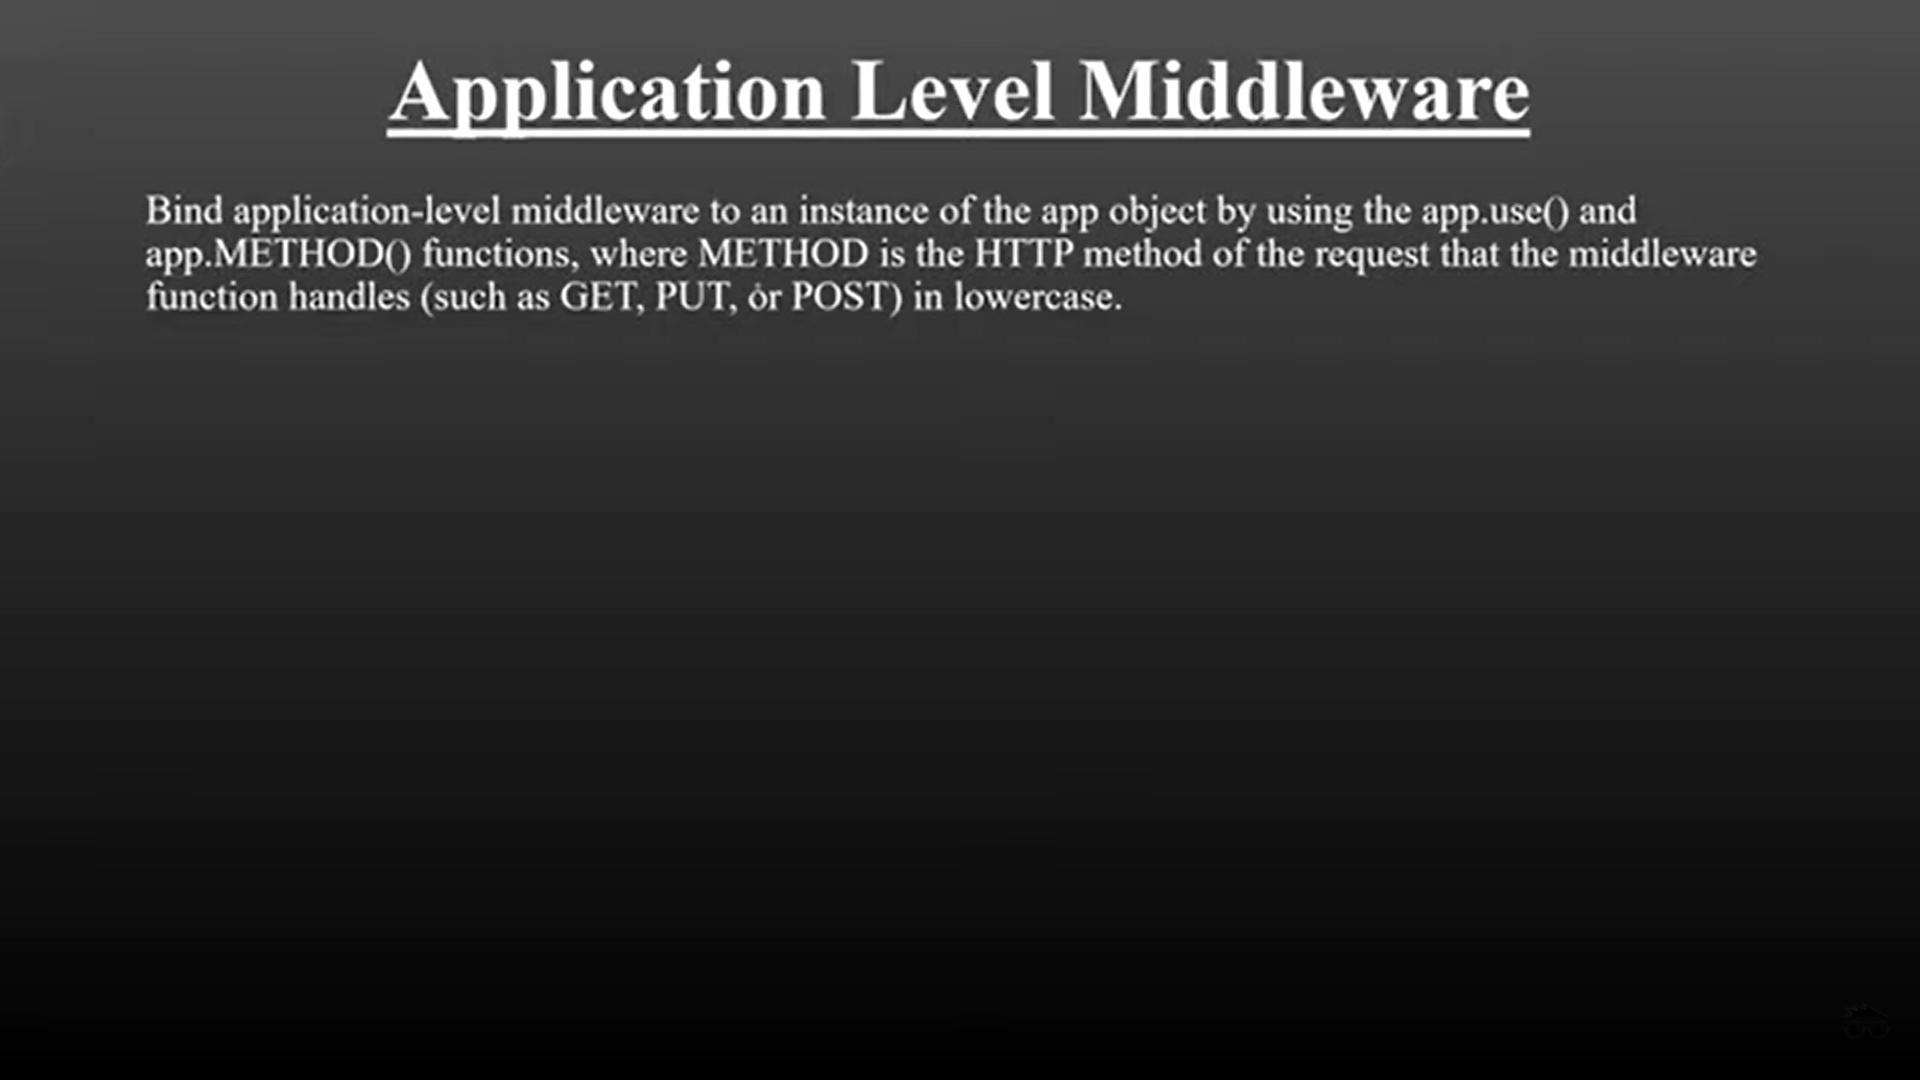 Application Level Middleware
Bind application-level middleware to an instance of the app object by using the app.use() and
app.METHOD() functions, where METHOD is the HTTP method of the request that the middleware
function handles (such as GET, PUT, or POST) in lowercase.